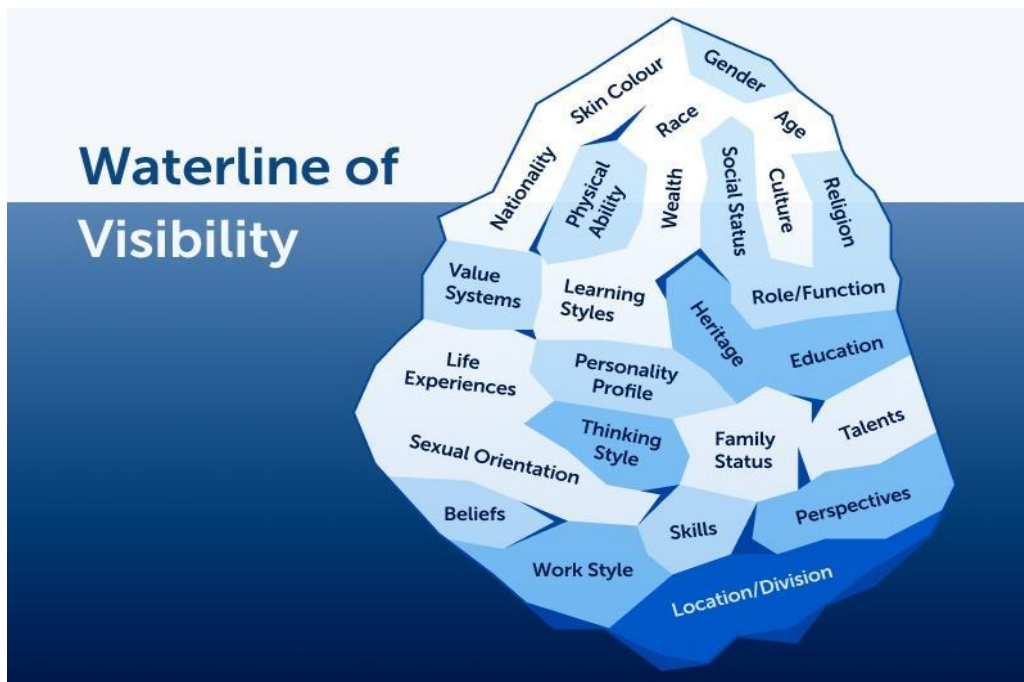 Waterline of
Visibility
Gender
Skin Colour
Age
Race
Nationality
Physical
Ability
Wealth
Social Status
Culture
Religion
Value
Systems
Learning
Styles
Role/Function
Heritage
Education
Life
Experiences
Personality
Profile
Thinking
Style
Family
Status
Talents
Sexual Orientation
Beliefs
Skills
Perspectives
Work Style
Location/Division